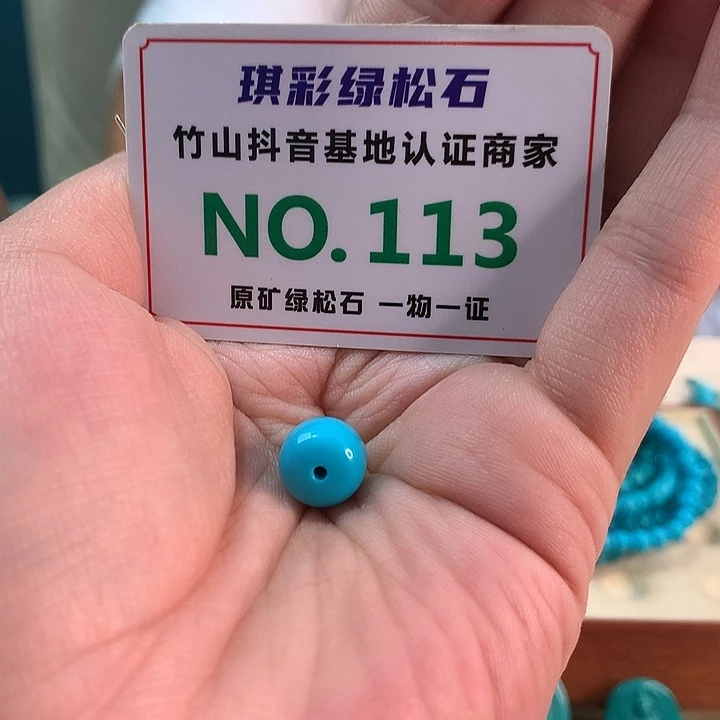 琪彩绿松石
竹山抖音基地认证商家
NO.113
原矿绿松石 一物一证